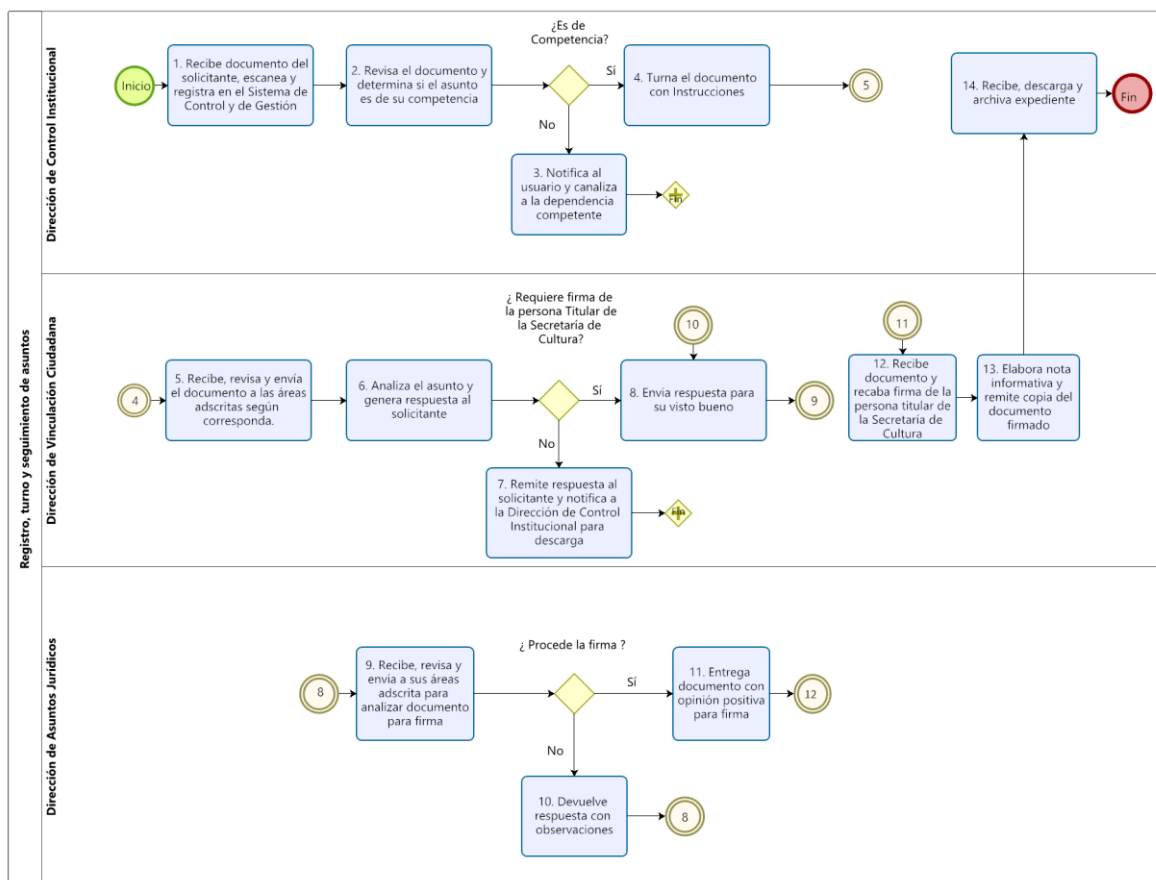 Registro, turno y seguimiento de asuntos
Dirección de Control Institucional
¿Es de
Competencia?
Inicio
1. Recibe documento del
solicitante, escanea y
registra en el Sistema de
Control y de Gestión
2. Revisa el documento y
determina si el asunto
es de su competencia
Sí
4. Turna el documento
con Instrucciones
5
No
3. Notifica al
usuario y canaliza
a la dependencia
competente
Fin
14. Recibe, descarga y
archiva expediente
Fin
Dirección de Vinculación Ciudadana
¿ Requiere firma de
la persona Titular de
la Secretaría de
Cultura?
4
5. Recibe, revisa y envía
el documento a las áreas
adscritas según
corresponda.
6. Analiza el asunto y
genera respuesta al
solicitante
Sí
10
8. Envia respuesta para
su visto bueno
9
No
7. Remite respuesta al
solicitante y notifica a
la Dirección de Control
Institucional para
descarga
Fin
11
12. Recibe
documento y
recaba firma de la
persona titular de
la Secretaría de
Cultura
13. Elabora nota
informativa y
remite copia del
documento
firmado
Dirección de Asuntos Jurídicos
¿ Procede la firma ?
8
9. Recibe, revisa y
envía a sus áreas
adscrita para
analizar documento
para firma
Sí
11. Entrega
documento con
opinión positiva
para firma
12
No
10. Devuelve
respuesta con
observaciones
8